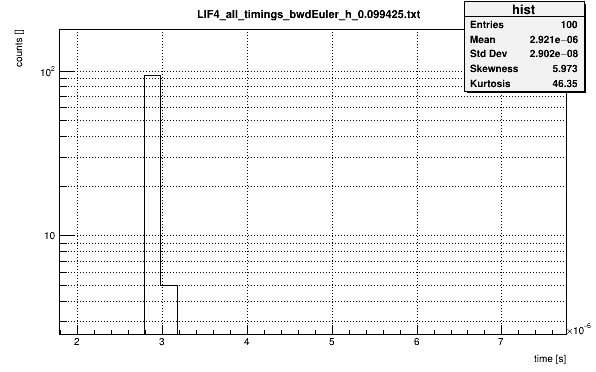 LIF4_all_timings_bwdEuler_h_0.099425.txt
hist
Entries 100
Mean 2.921e−06
Std Dev 2.902e−08
Skewness 5.973
Kurtosis 46.35
counts []
10²
10
2 3 4 5 6 7
×10⁻⁶
time [s]